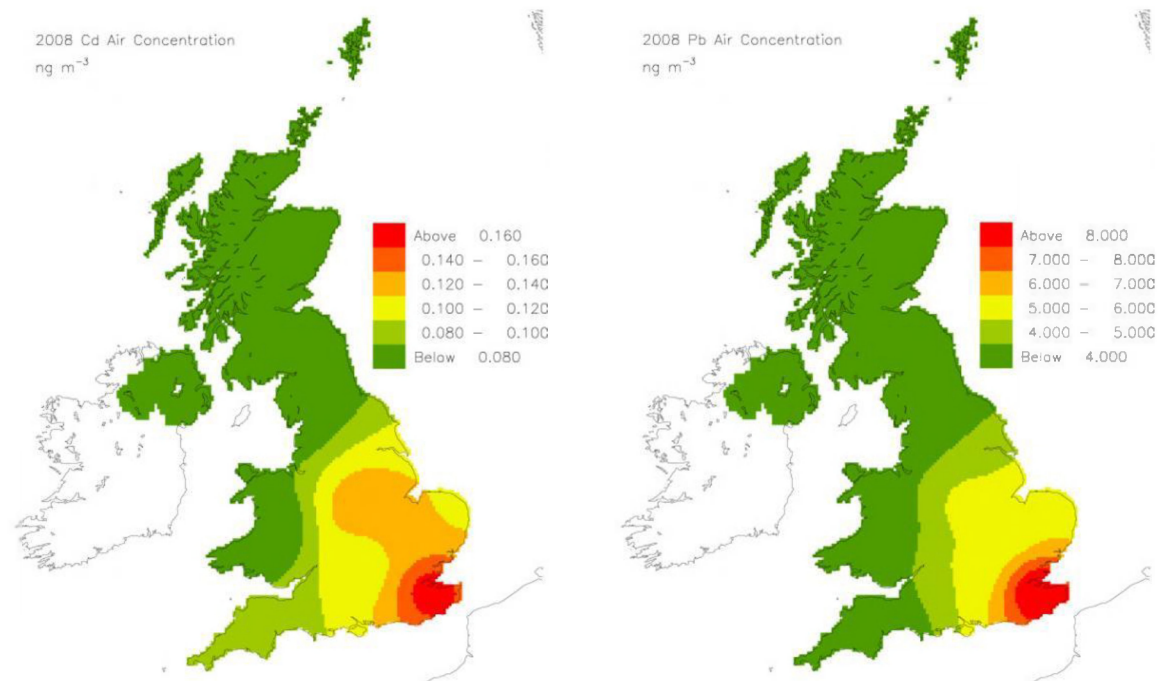 2008 Cd Air Concentration
ng m⁻³
Above 0.160
0.140 – 0.160
0.120 – 0.140
0.100 – 0.120
0.080 – 0.100
Below 0.080
2008 Pb Air Concentration
ng m⁻³
Above 8.000
7.000 – 8.000
6.000 – 7.000
5.000 – 6.000
4.000 – 5.000
Below 4.000